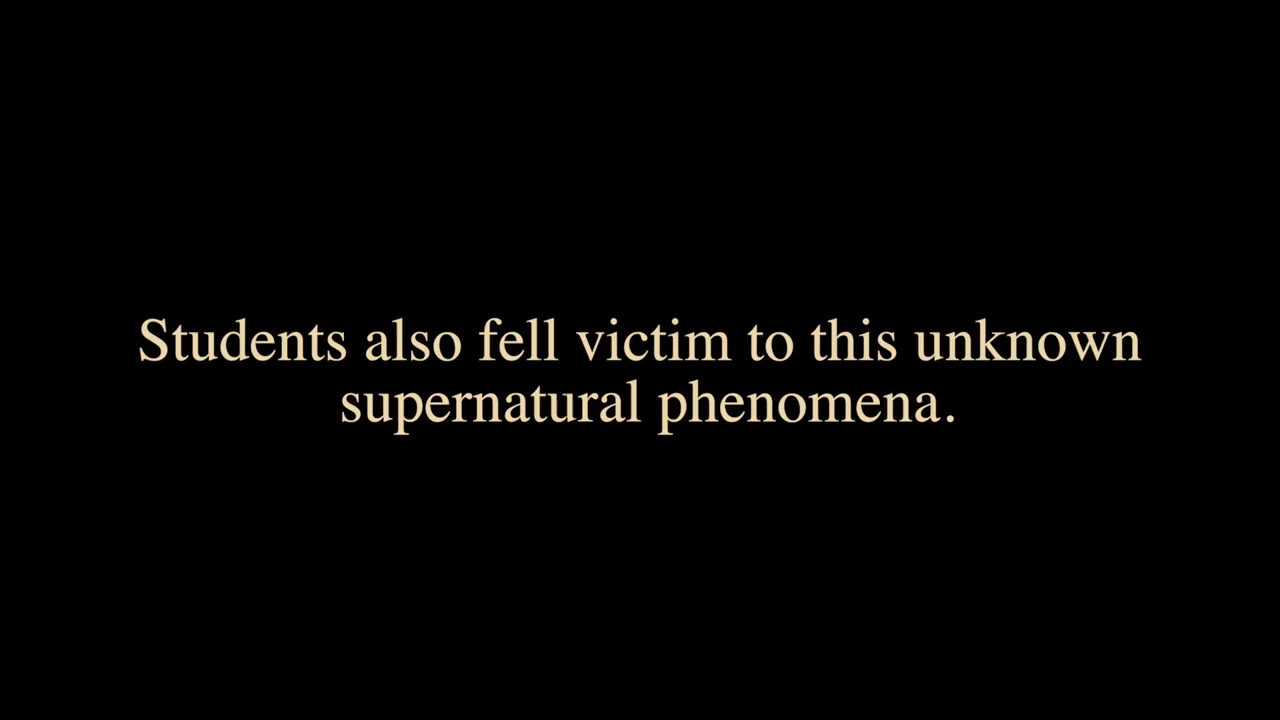 Students also fell victim to this unknown
supernatural phenomena.